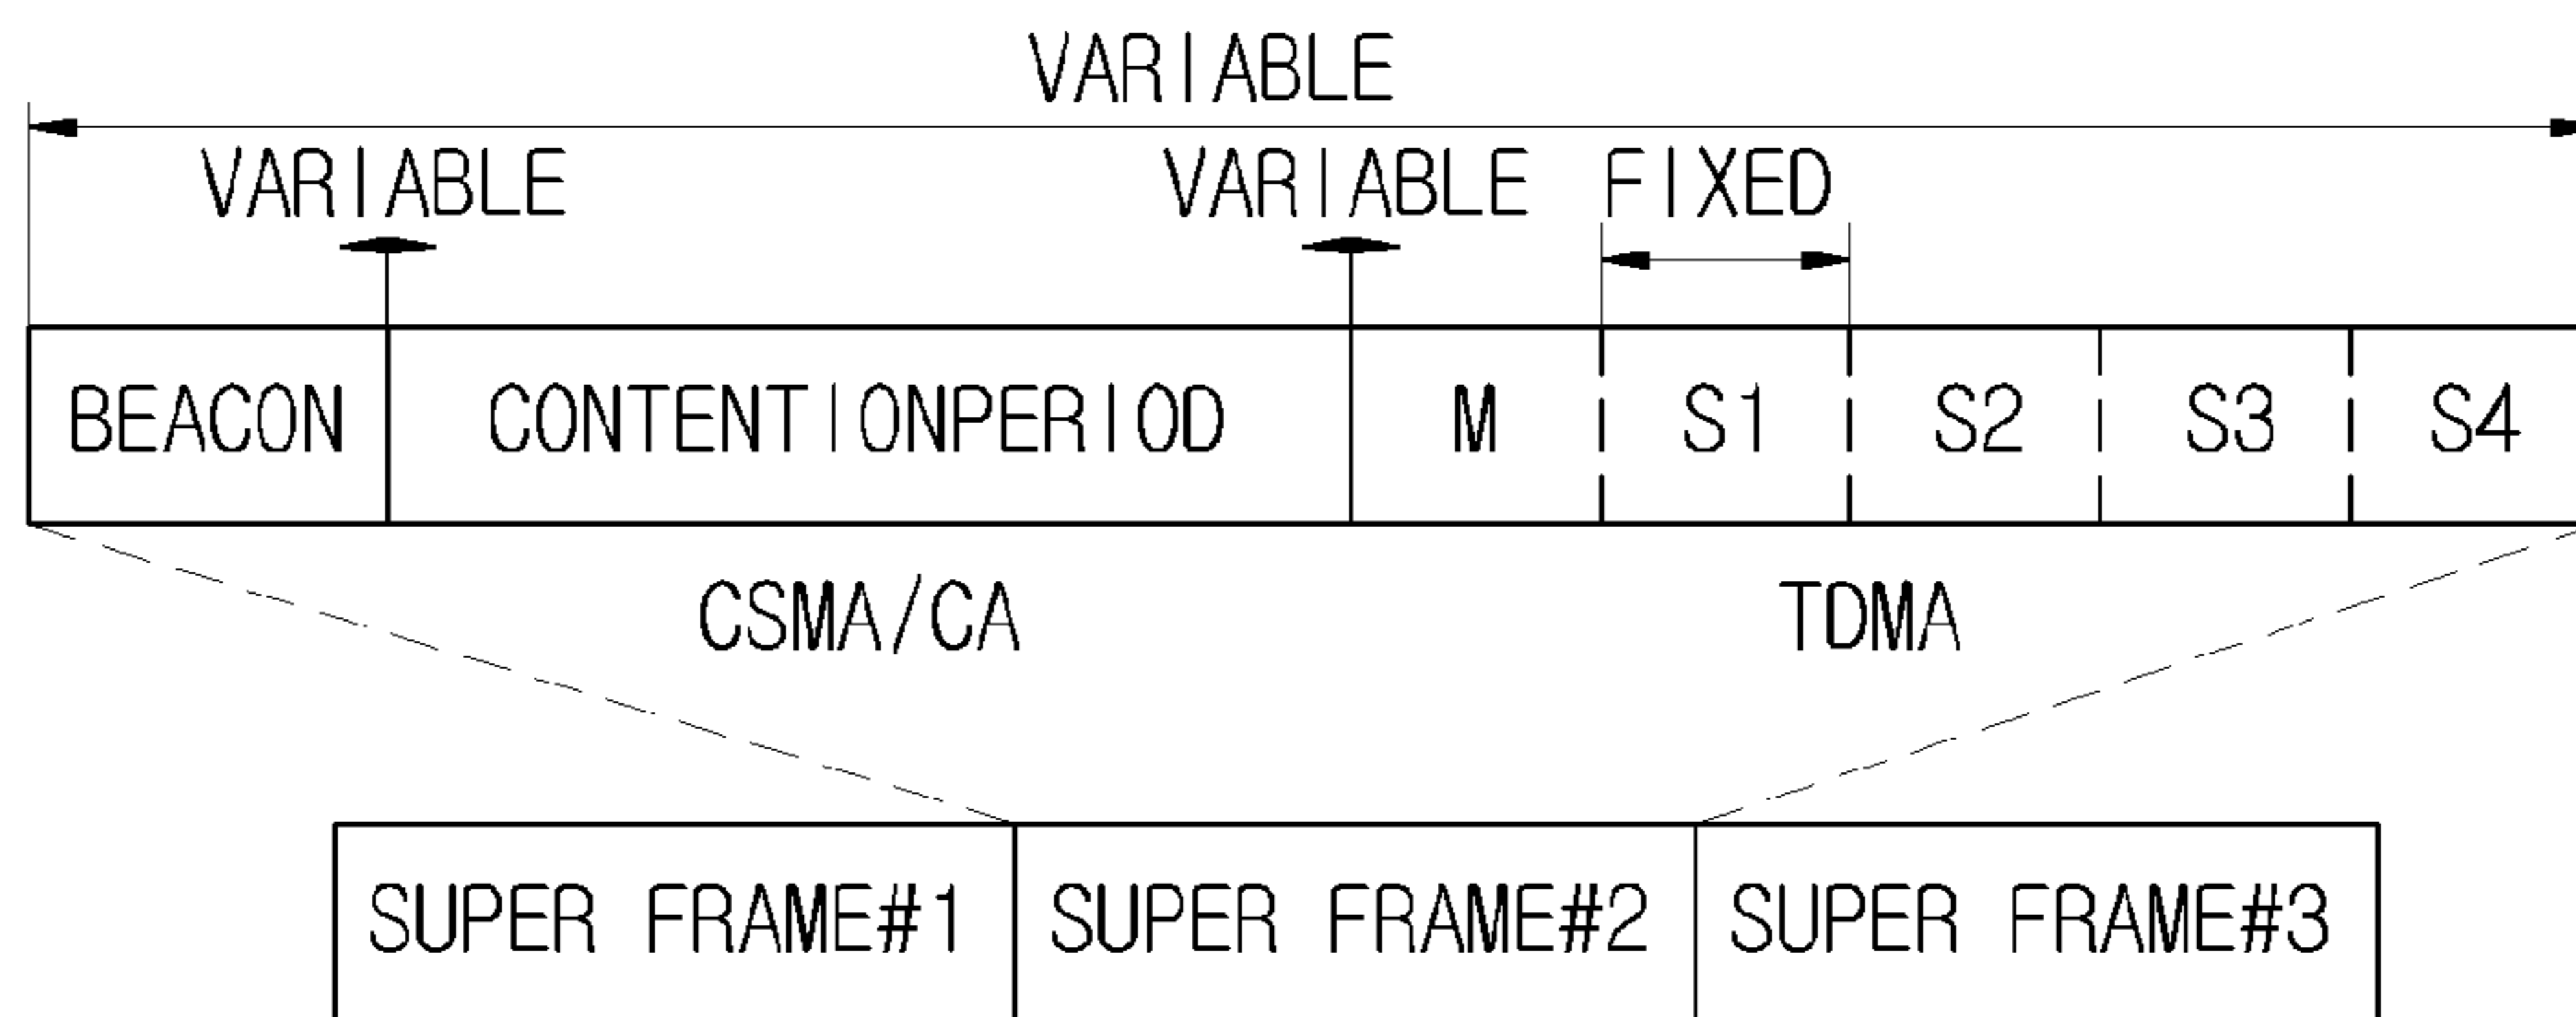 VARIABLE
VARIABLE VARIABLE FIXED
BEACON CONTENTIONPERIOD M S1 S2 S3 S4
CSMA/CA TDMA
SUPER FRAME#1 SUPER FRAME#2 SUPER FRAME#3